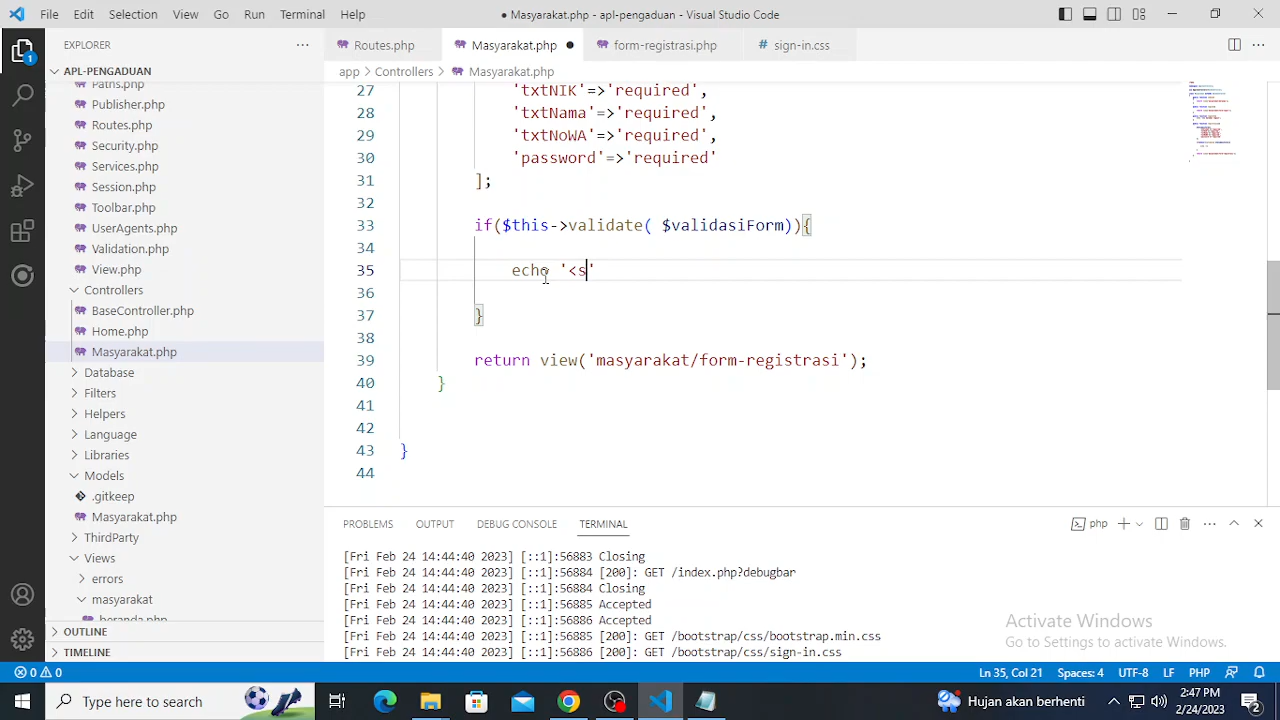 File Edit Selection View Go Run Terminal Help
Masyarakat.php - apl-pengaduan - Visual Studio Code
EXPLORER
APL-PENGADUAN
Paths.php
Publisher.php
Routes.php
Security.php
Services.php
Session.php
Toolbar.php
UserAgents.php
Validation.php
View.php
Controllers
BaseController.php
Home.php
Masyarakat.php
Database
Filters
Helpers
Language
Libraries
Models
.gitkeep
Masyarakat.php
ThirdParty
Views
errors
masyarakat
beranda.php
OUTLINE
TIMELINE
1
Routes.php Masyarakat.php form-registrasi.php # sign-in.css
app > Controllers > Masyarakat.php
27 'txtNIK'=>'required',
28 'txtNama'=>'required',
29 'txtNoWA'=>'required',
30 'password'=>'required'
31 ];
32
33 if($this->validate( $validasiForm)){
34
35 echo '<s'
36
37 }
38
39 return view('masyarakat/form-registrasi');
40 }
41
42
43 }
44
PROBLEMS OUTPUT DEBUG CONSOLE TERMINAL php
[Fri Feb 24 14:44:40 2023] [::1]:56883 Closing
[Fri Feb 24 14:44:40 2023] [::1]:56884 [200]: GET /index.php?debugbar
[Fri Feb 24 14:44:40 2023] [::1]:56884 Closing
[Fri Feb 24 14:44:40 2023] [::1]:56885 Accepted
[Fri Feb 24 14:44:40 2023] [::1]:56886 Accepted
[Fri Feb 24 14:44:40 2023] [::1]:56885 [200]: GET /bootstrap/css/bootstrap.min.css
[Fri Feb 24 14:44:40 2023] [::1]:56886 [200]: GET /bootstrap/css/sign-in.css
Activate Windows
Go to Settings to activate Windows.
0 0 Ln 35, Col 21 Spaces: 4 UTF-8 LF PHP
Type here to search Hujan akan berhenti 2:47 PM
2/24/2023 2